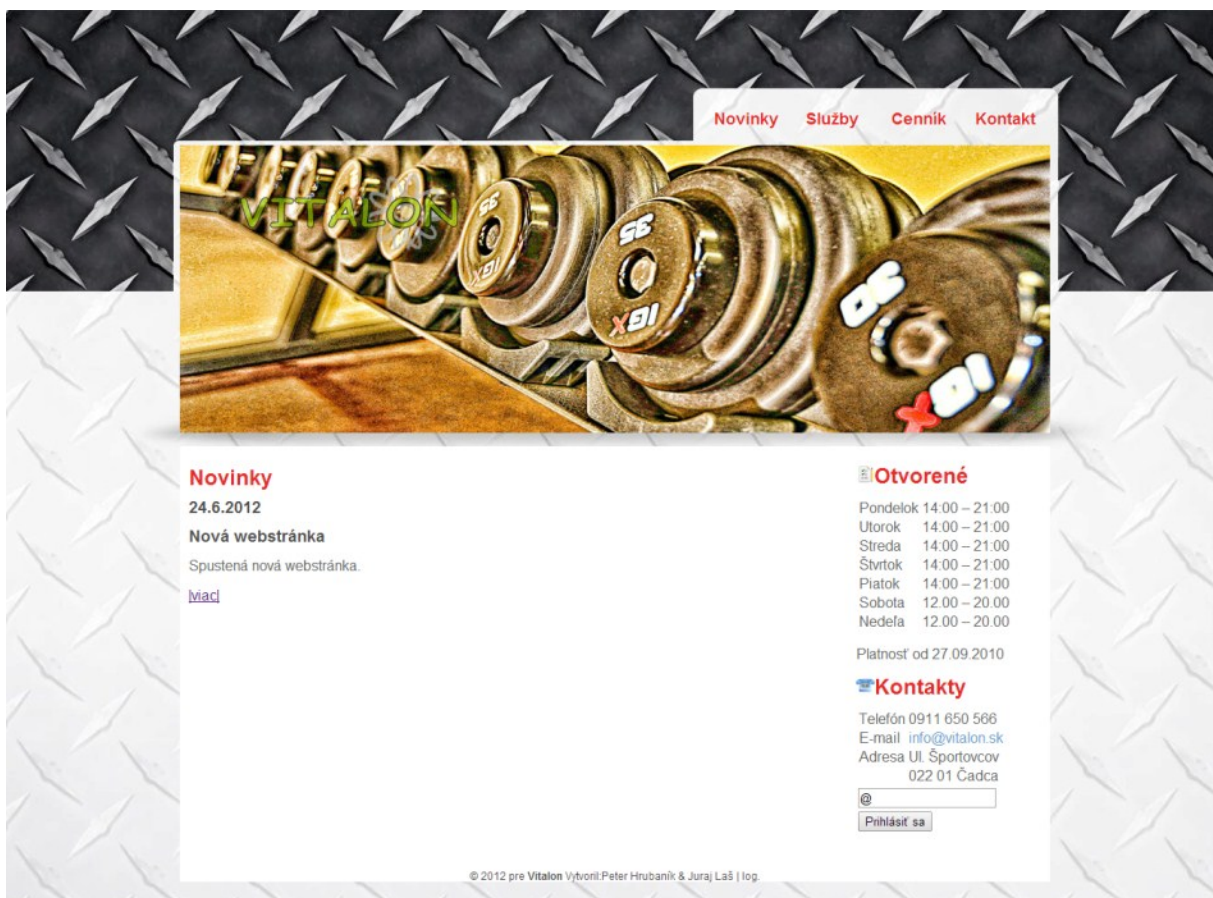 Novinky Služby Cenník Kontakt
VITALON
35
IGX
35
IGX
30
IGX
Novinky
24.6.2012
Nová webstránka
Spustená nová webstránka.
|viac|
Otvorené
Pondelok 14:00 – 21:00
Utorok 14:00 – 21:00
Streda 14:00 – 21:00
Štvrtok 14:00 – 21:00
Piatok 14:00 – 21:00
Sobota 12.00 – 20.00
Nedeľa 12.00 – 20.00
Platnosť od 27.09.2010
Kontakty
Telefón 0911 650 566
E-mail info@vitalon.sk
Adresa Ul. Športovcov
022 01 Čadca
@
Prihlásiť sa
© 2012 pre Vitalon Vytvoril:Peter Hrubaník & Juraj Laš | log.